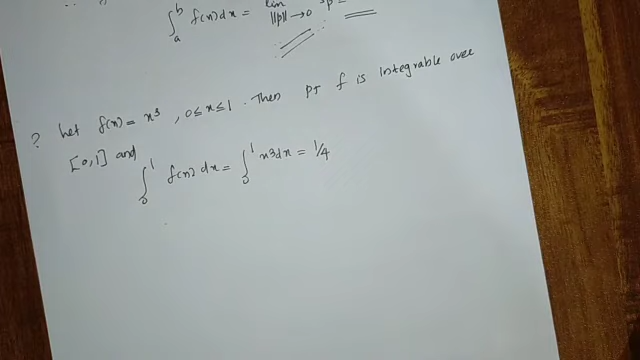 ∫_a^b f(x) dx = lim_{||p|| → 0} S_p =
? Let f(x) = x³ , 0 ≤ x ≤ 1 . Then PT f is integrable over
[0,1] and
∫_0^1 f(x) dx = ∫_0^1 x³dx = 1/4